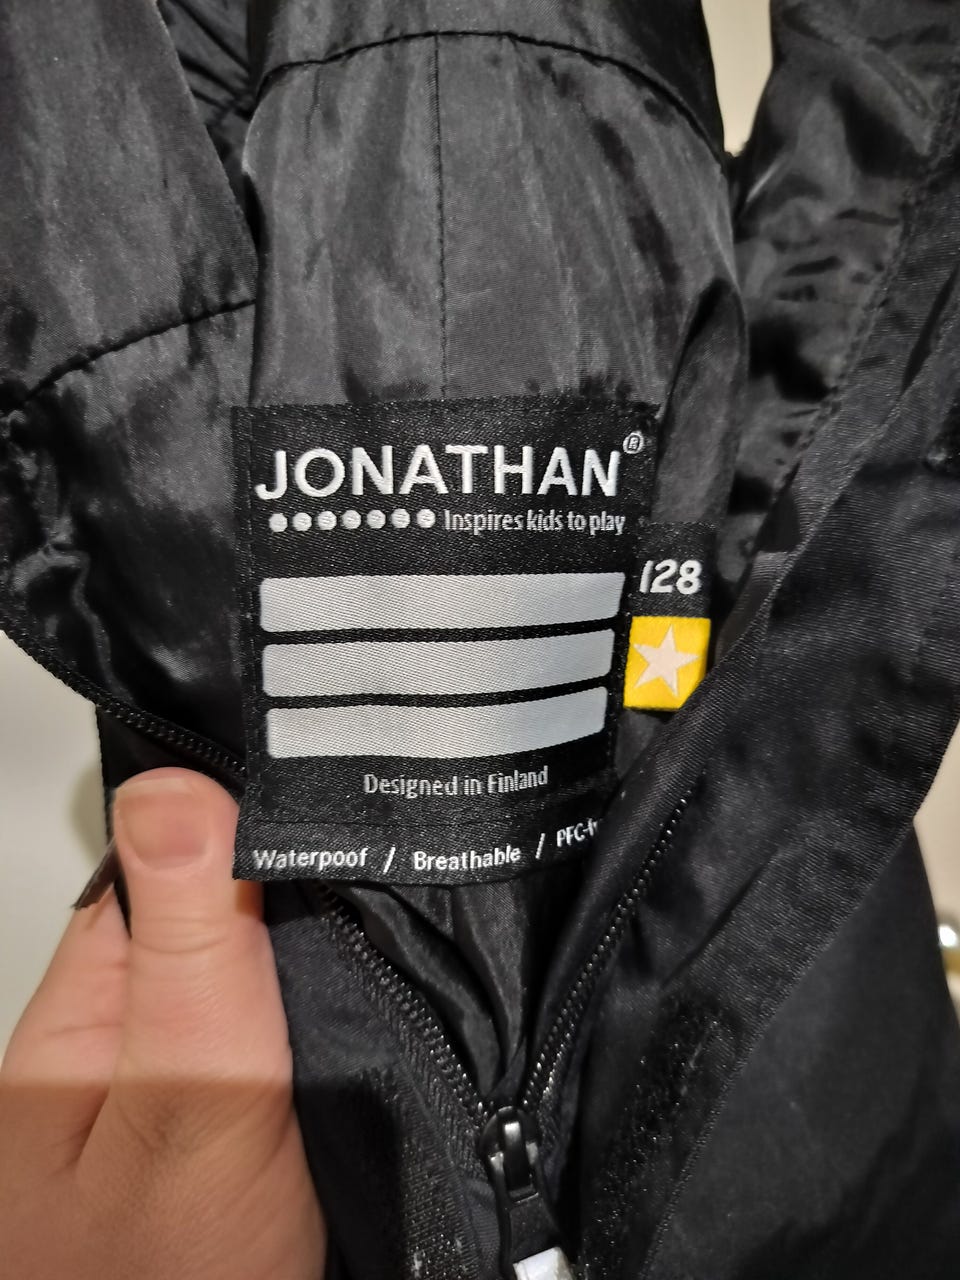 JONATHAN®
Inspires kids to play
128
Designed in Finland
Waterpoof / Breathable /